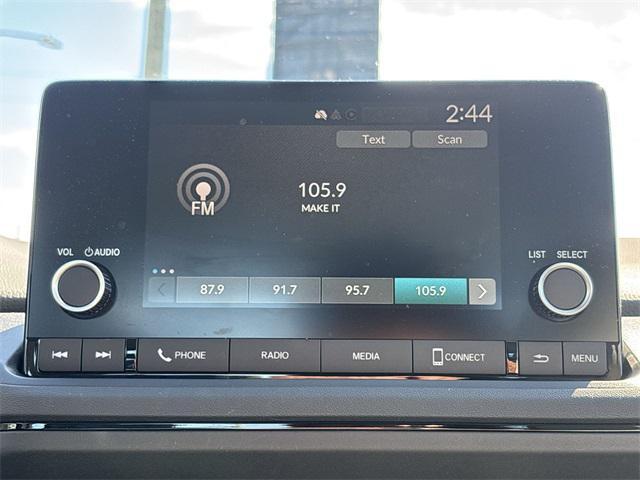 2:44
Text Scan
105.9
FM
MAKE IT
VOL AUDIO
LIST SELECT
87.9 91.7 95.7 105.9
PHONE RADIO MEDIA CONNECT MENU